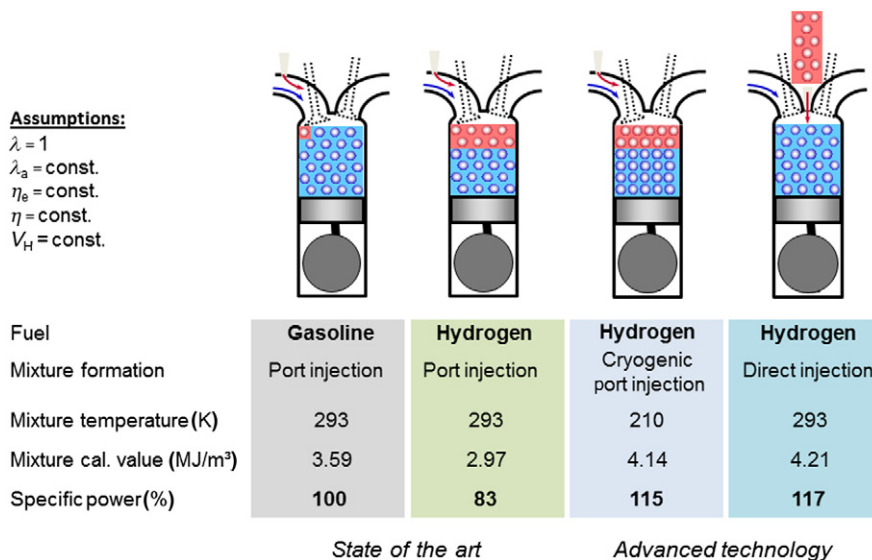 Assumptions:
λ = 1
λa = const.
ηe = const.
η = const.
VH = const.
Fuel Gasoline Hydrogen Hydrogen Hydrogen
Mixture formation Port injection Port injection Cryogenic port injection Direct injection
Mixture temperature (K) 293 293 210 293
Mixture cal. value (MJ/m³) 3.59 2.97 4.14 4.21
Specific power (%) 100 83 115 117
State of the art Advanced technology